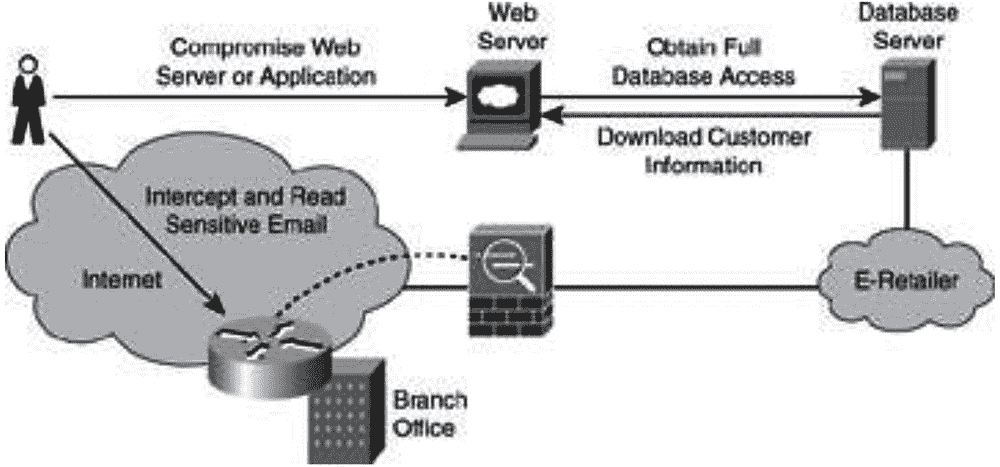 Compromise Web
Server or Application
Web
Server
Obtain Full
Database Access
Database
Server
Download Customer
Information
Intercept and Read
Sensitive Email
Internet
E-Retailer
Branch
Office